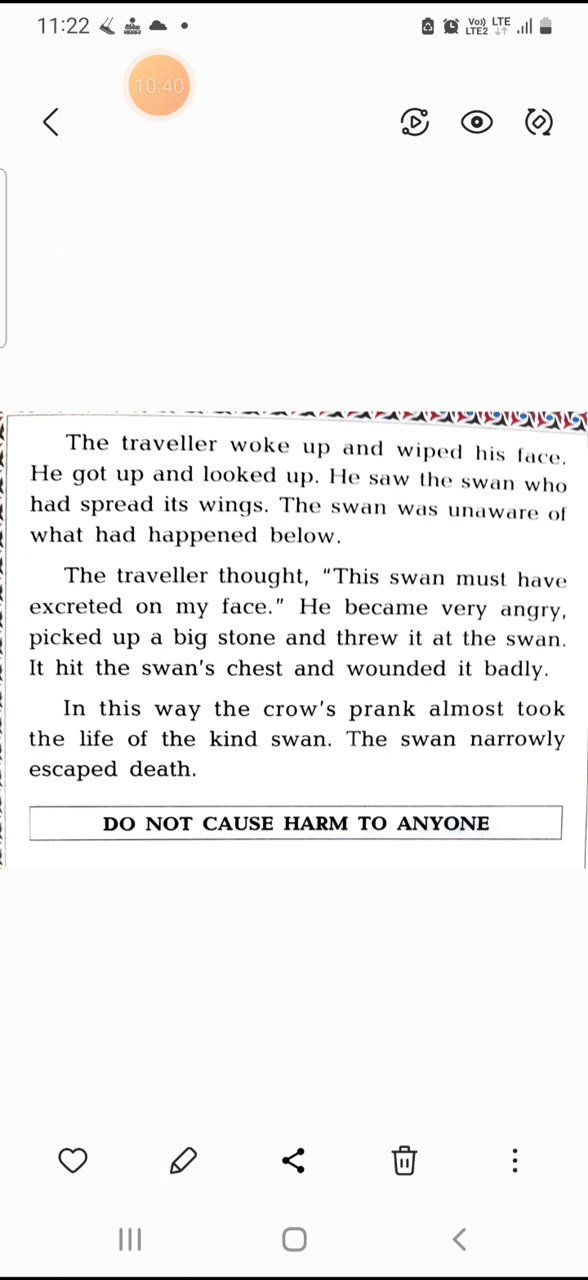 11:22
Vo) LTE
LTE2
10:40
The traveller woke up and wiped his face.
He got up and looked up. He saw the swan who
had spread its wings. The swan was unaware of
what had happened below.
The traveller thought, "This swan must have
excreted on my face." He became very angry,
picked up a big stone and threw it at the swan.
It hit the swan's chest and wounded it badly.
In this way the crow's prank almost took
the life of the kind swan. The swan narrowly
escaped death.
DO NOT CAUSE HARM TO ANYONE